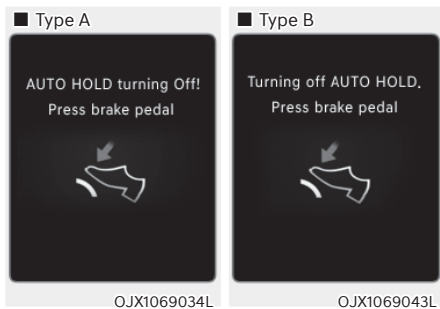 ■ Type A
AUTO HOLD turning Off!
Press brake pedal
OJX1069034L
■ Type B
Turning off AUTO HOLD.
Press brake pedal
OJX1069043L